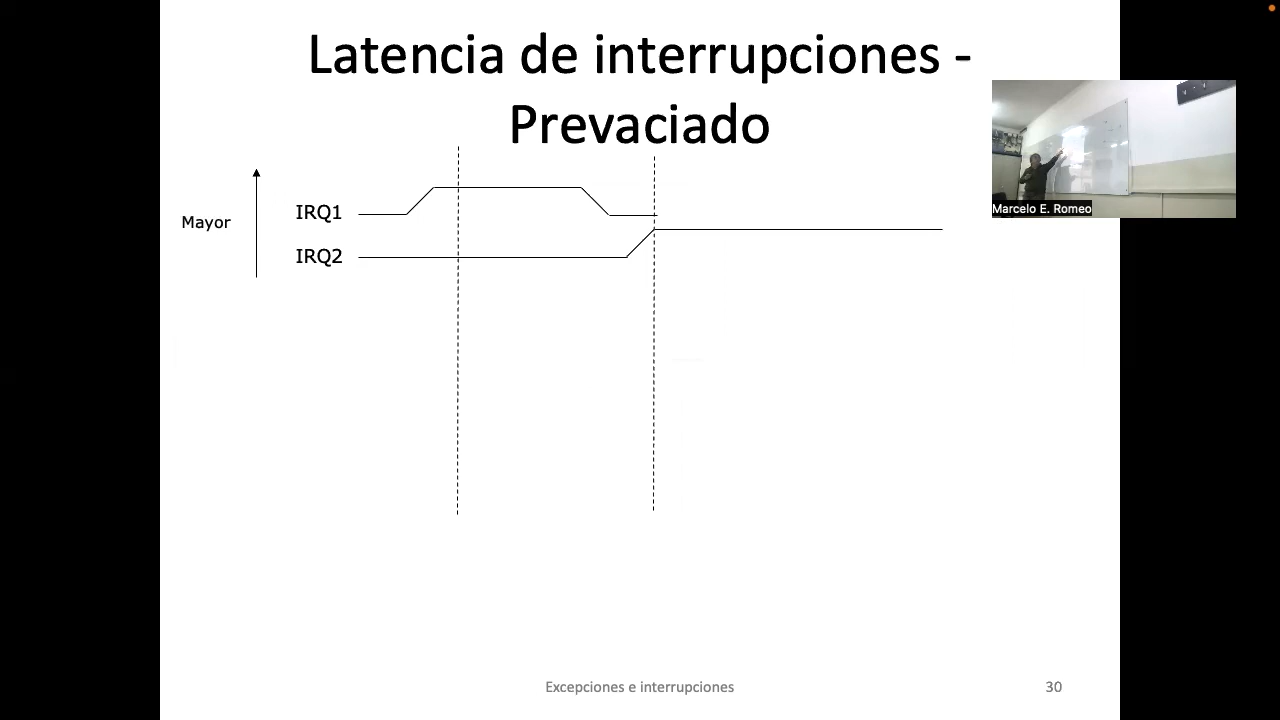 Latencia de interrupciones -
Prevaciado
Marcelo E. Romeo
Mayor
IRQ1
IRQ2
Excepciones e interrupciones
30